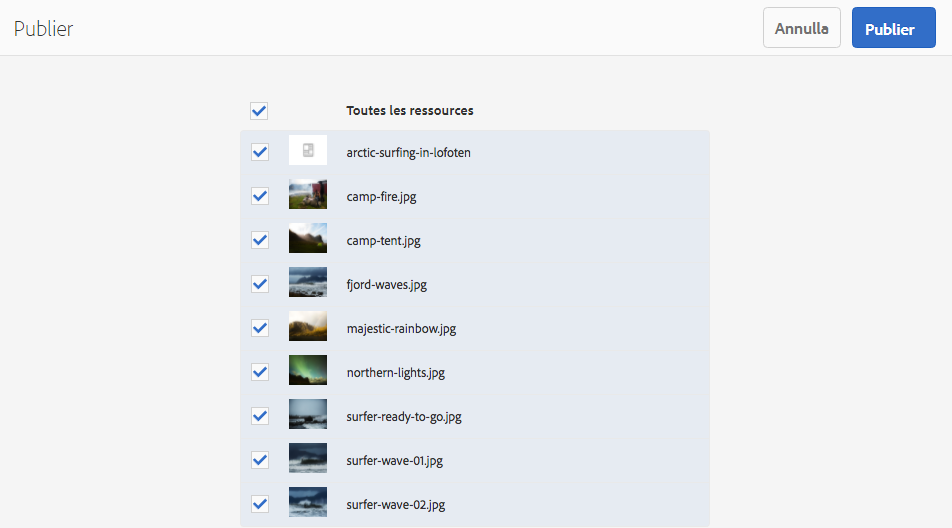 Publier
Annulla
Publier
Toutes les ressources
arctic-surfing-in-lofoten
camp-fire.jpg
camp-tent.jpg
fjord-waves.jpg
majestic-rainbow.jpg
northern-lights.jpg
surfer-ready-to-go.jpg
surfer-wave-01.jpg
surfer-wave-02.jpg